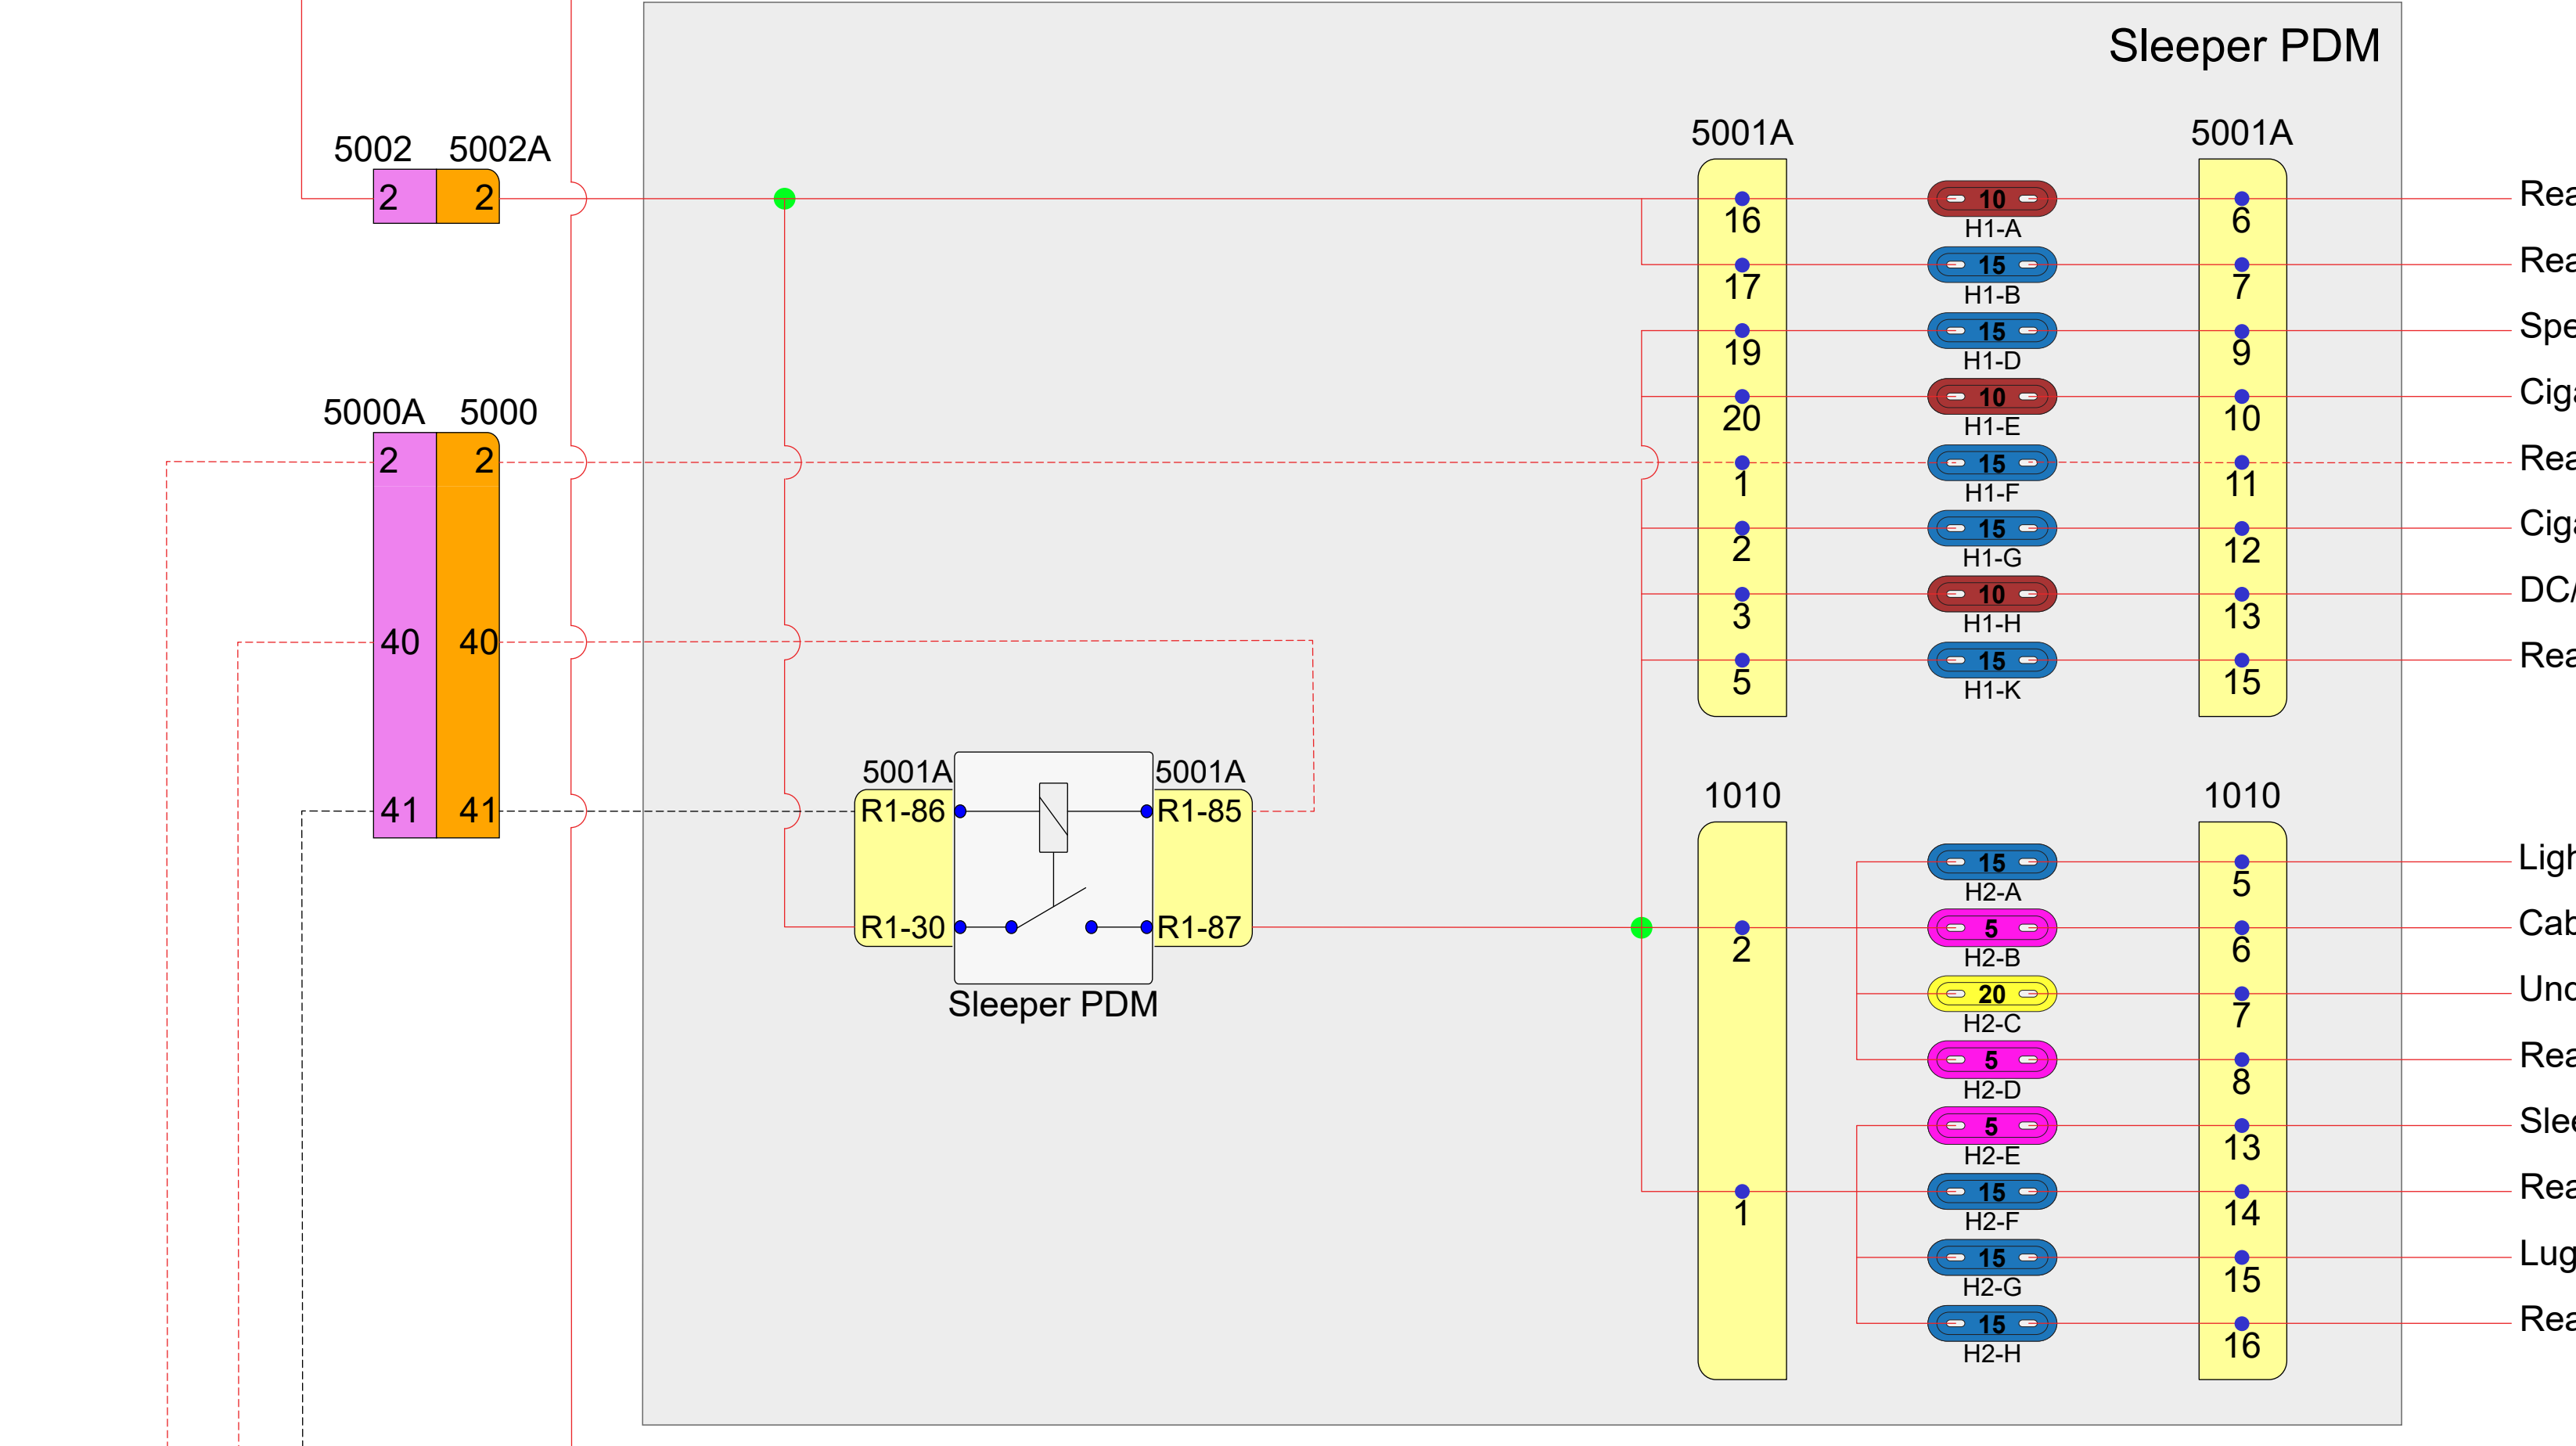 Sleeper PDM
5002 5002A
2 2
5000A 5000
2 2
40 40
41 41
5001A 5001A
R1-86 R1-85
R1-30 R1-87
Sleeper PDM
5001A 5001A
16 10 H1-A 6
17 15 H1-B 7
19 15 H1-D 9
20 10 H1-E 10
1 15 H1-F 11
2 15 H1-G 12
3 10 H1-H 13
5 15 H1-K 15
1010 1010
15 H2-A 5
2 5 H2-B 6
20 H2-C 7
5 H2-D 8
5 H2-E 13
1 15 H2-F 14
15 H2-G 15
15 H2-H 16